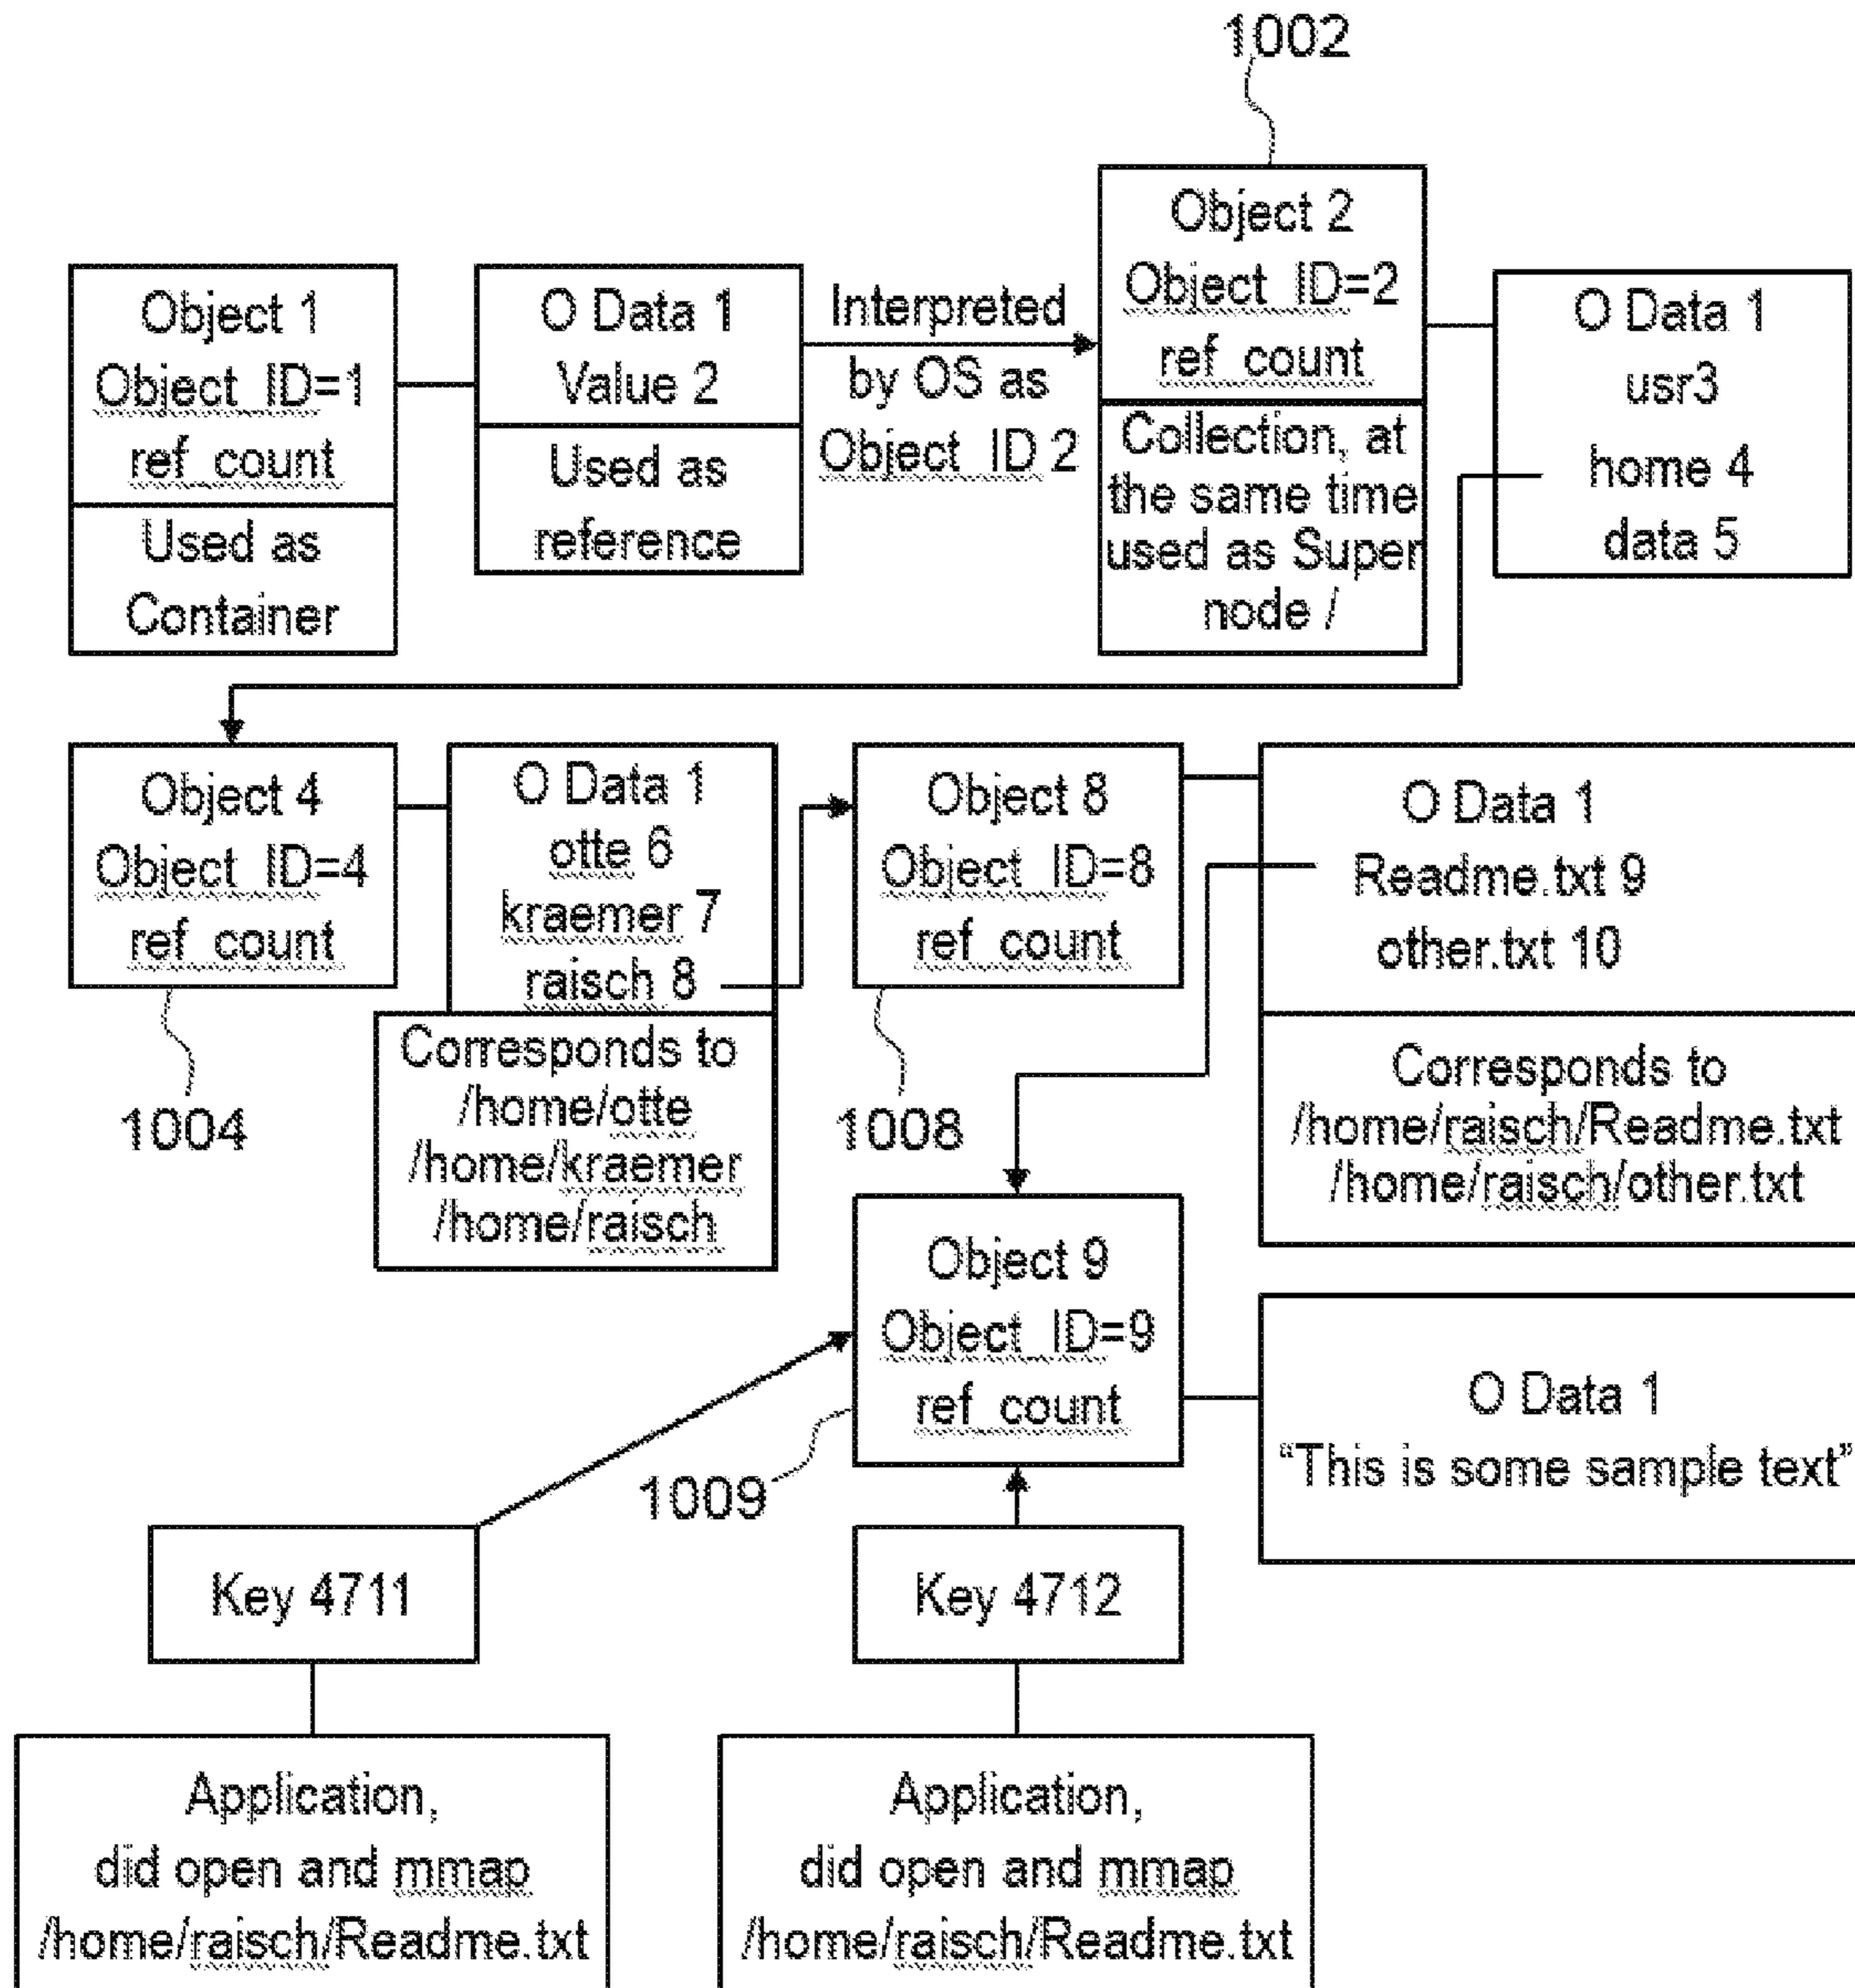 1002
Object 1
Object_ID=1
ref_count
Used as
Container
O Data 1
Value 2
Used as
reference
Interpreted
by OS as
Object_ID 2
Object 2
Object_ID=2
ref_count
Collection, at
the same time
used as Super
node /
O Data 1
usr3
home 4
data 5
Object 4
Object_ID=4
ref_count
1004
O Data 1
otte 6
kraemer 7
raisch 8
Corresponds to
/home/otte
/home/kraemer
/home/raisch
Object 8
Object_ID=8
ref_count
1008
O Data 1
Readme.txt 9
other.txt 10
Corresponds to
/home/raisch/Readme.txt
/home/raisch/other.txt
Object 9
Object_ID=9
ref_count
1009
O Data 1
“This is some sample text”
Key 4711
Key 4712
Application,
did open and mmap
/home/raisch/Readme.txt
Application,
did open and mmap
/home/raisch/Readme.txt